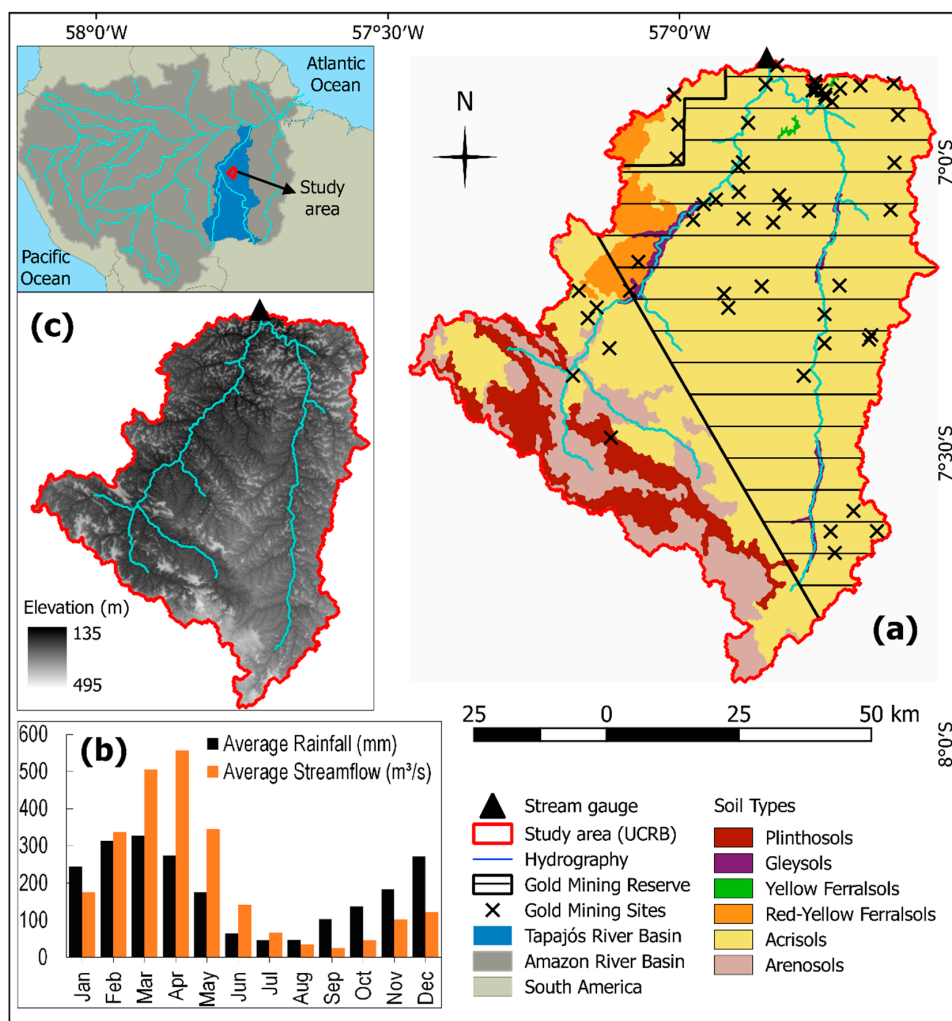 58°0'W
57°30'W
57°0'W
Atlantic
Ocean
Study
area
Pacific
Ocean
N
7°0'S
7°30'S
8°0'S
(c)
Elevation (m)
135
495
(a)
25 0 25 50 km
(b)
Average Rainfall (mm)
Average Streamflow (m³/s)
600
500
400
300
200
100
0
Jan Feb Mar Apr May Jun Jul Aug Sep Oct Nov Dec
Stream gauge
Study area (UCRB)
Hydrography
Gold Mining Reserve
Gold Mining Sites
Tapajós River Basin
Amazon River Basin
South America
Soil Types
Plinthosols
Gleysols
Yellow Ferralsols
Red-Yellow Ferralsols
Acrisols
Arenosols